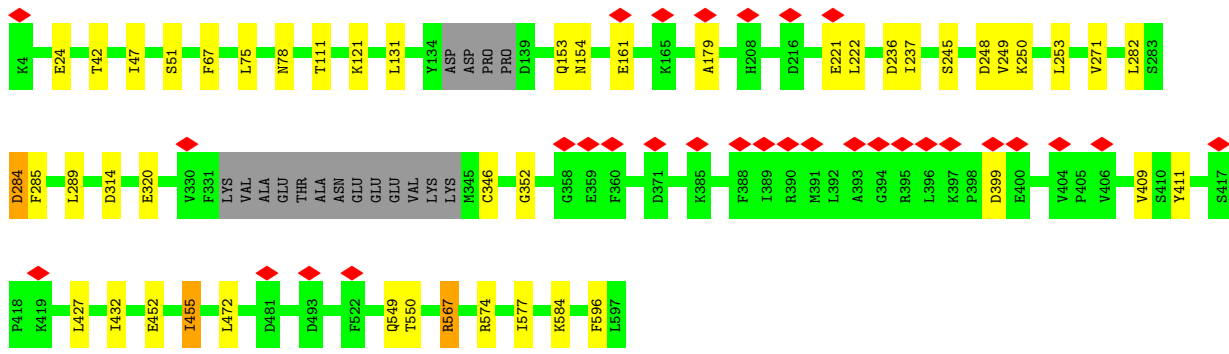 K4 E24 T42 I47 S51 F67 L75 N78 T111 K121 L131 Y134 ASP ASP PRO PRO D139 Q153 N154 E161 K165 A179 H208 D216 E221 L222 D236 I237 S245 D248 V249 K250 L253 V271 L282 S283
D284 F285 L289 D314 E320 V330 F331 LYS VAL ALA GLU THR ALA ASN GLU GLU GLU VAL LYS LYS M345 C346 G352 G358 E359 F360 D371 K385 F388 I389 R390 M391 L392 A393 G394 R395 L396 K397 P398 D399 E400 V404 P405 V406 V409 S410 Y411 S417
P418 K419 L427 I432 E452 I455 L472 D481 D493 F522 Q549 T550 R567 R574 I577 K584 F596 L597